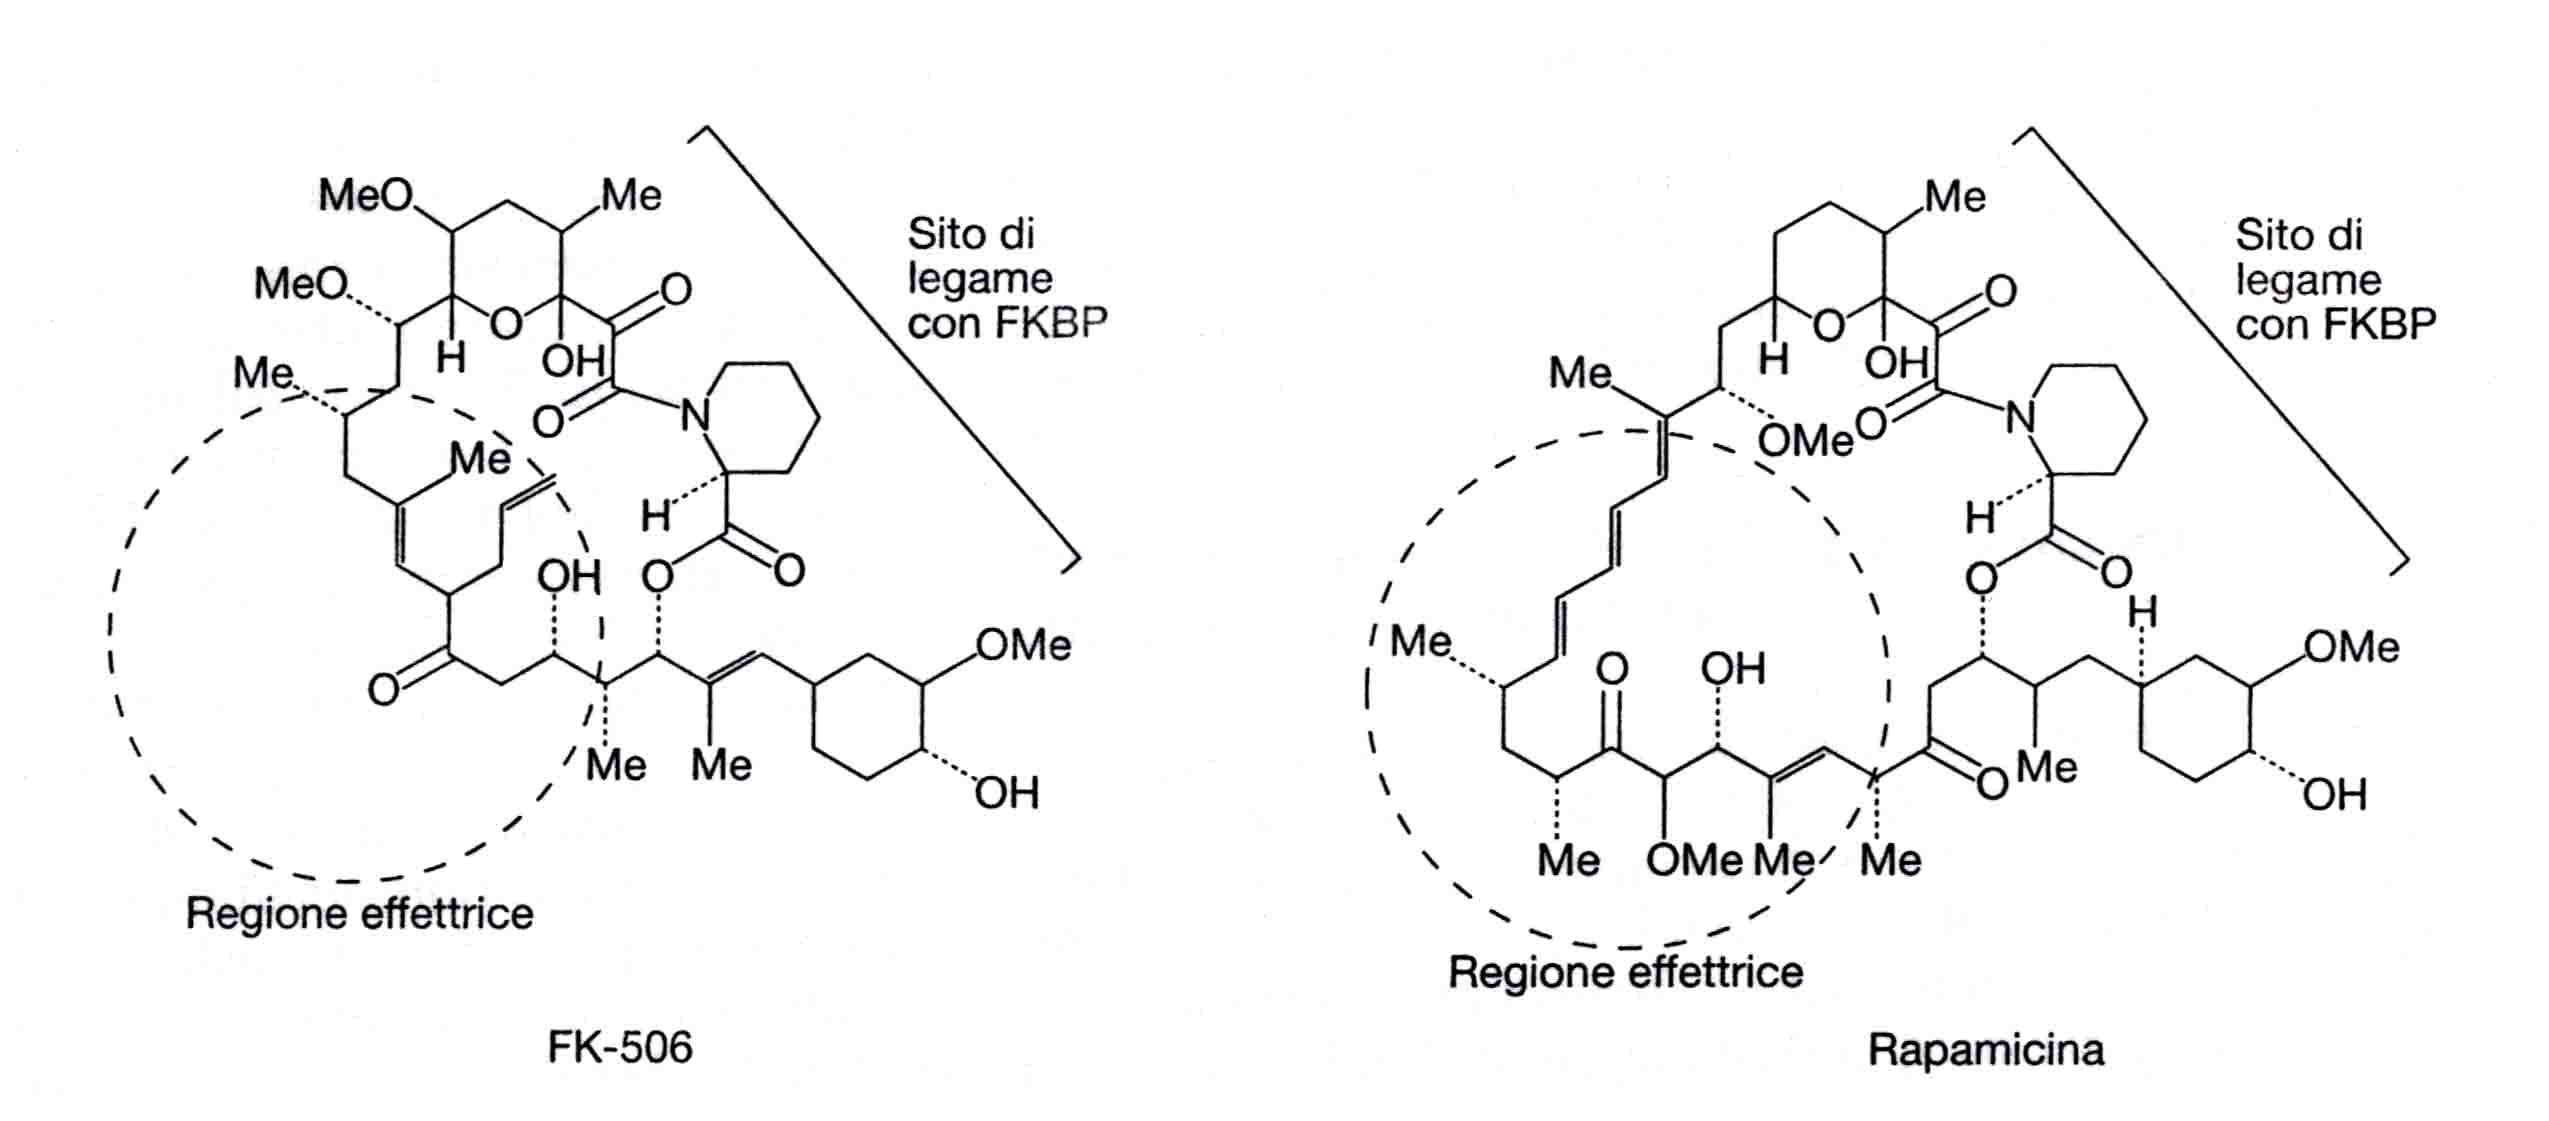 MeO
Me
MeO
O
O
H
OH
Me
O
N
Me
H
OH
O
O
O
OMe
Me
Me
OH
Sito di
legame
con FKBP
Regione effettrice
FK-506
Me
O
O
H
OH
Me
OMe
O
N
H
O
O
H
Me
O
OH
OMe
O
Me
OH
Me
OMe
Me
Me
Sito di
legame
con FKBP
Regione effettrice
Rapamicina